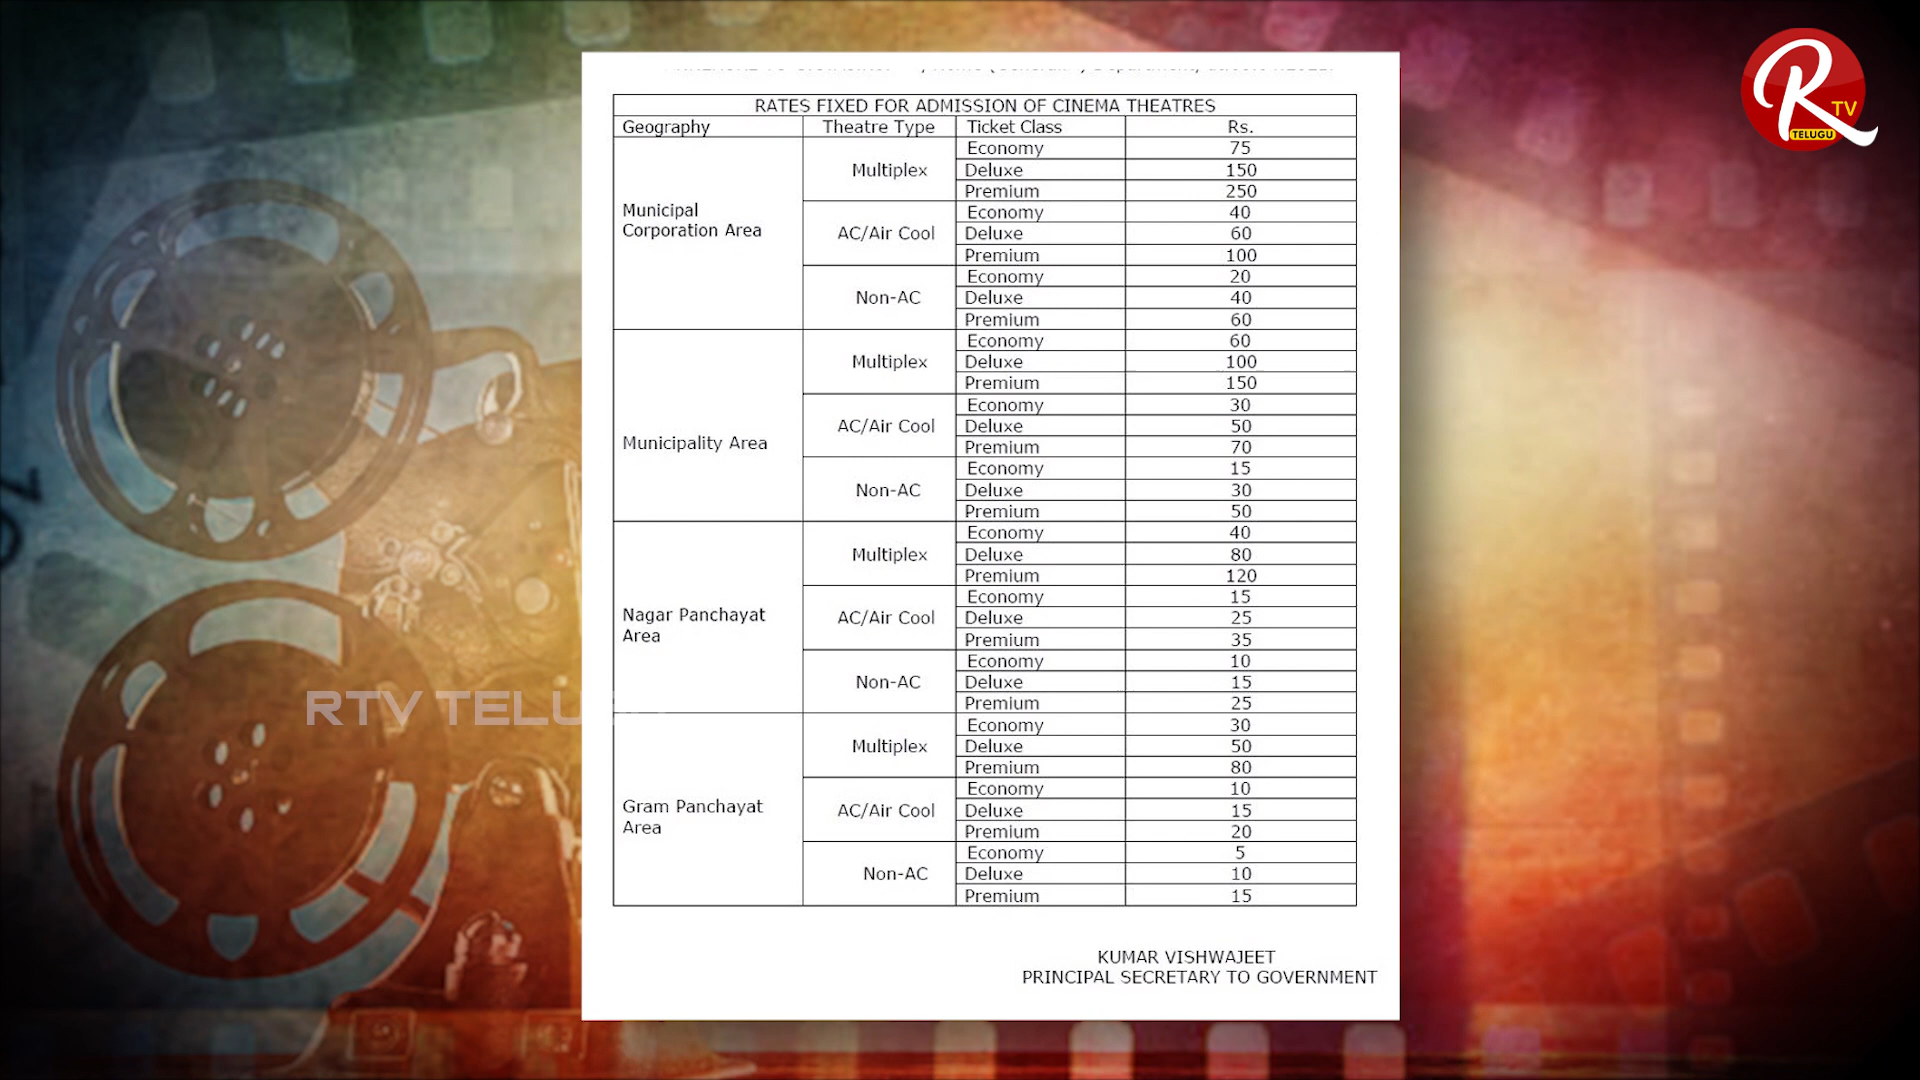 R
TV
TELUGU
RATES FIXED FOR ADMISSION OF CINEMA THEATRES
Geography Theatre Type Ticket Class Rs.
Municipal Corporation Area Multiplex Economy 75
Deluxe 150
Premium 250
AC/Air Cool Economy 40
Deluxe 60
Premium 100
Non-AC Economy 20
Deluxe 40
Premium 60
Municipality Area Multiplex Economy 60
Deluxe 100
Premium 150
AC/Air Cool Economy 30
Deluxe 50
Premium 70
Non-AC Economy 15
Deluxe 30
Premium 50
Nagar Panchayat Area Multiplex Economy 40
Deluxe 80
Premium 120
AC/Air Cool Economy 15
Deluxe 25
Premium 35
Non-AC Economy 10
Deluxe 15
Premium 25
Gram Panchayat Area Multiplex Economy 30
Deluxe 50
Premium 80
AC/Air Cool Economy 10
Deluxe 15
Premium 20
Non-AC Economy 5
Deluxe 10
Premium 15
KUMAR VISHWAJEET
PRINCIPAL SECRETARY TO GOVERNMENT
RTV